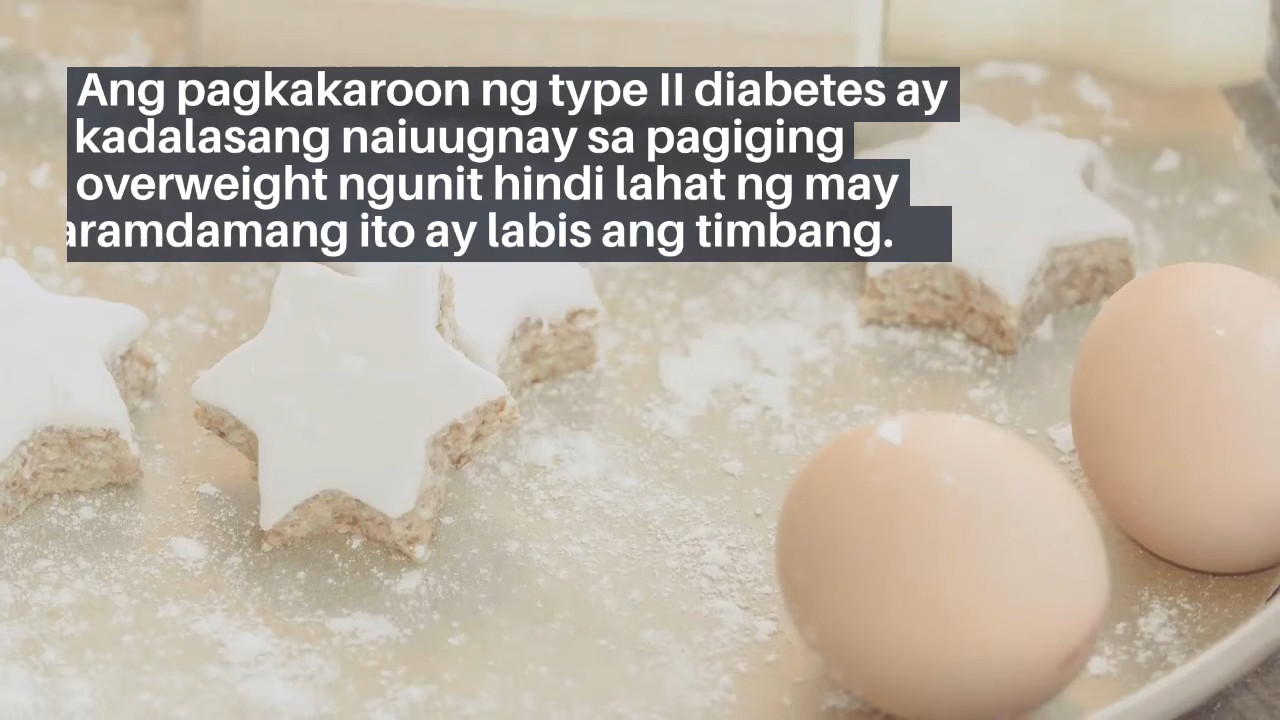 Ang pagkakaroon ng type II diabetes ay
kadalasang naiuugnay sa pagiging
overweight ngunit hindi lahat ng may
aramdamang ito ay labis ang timbang.